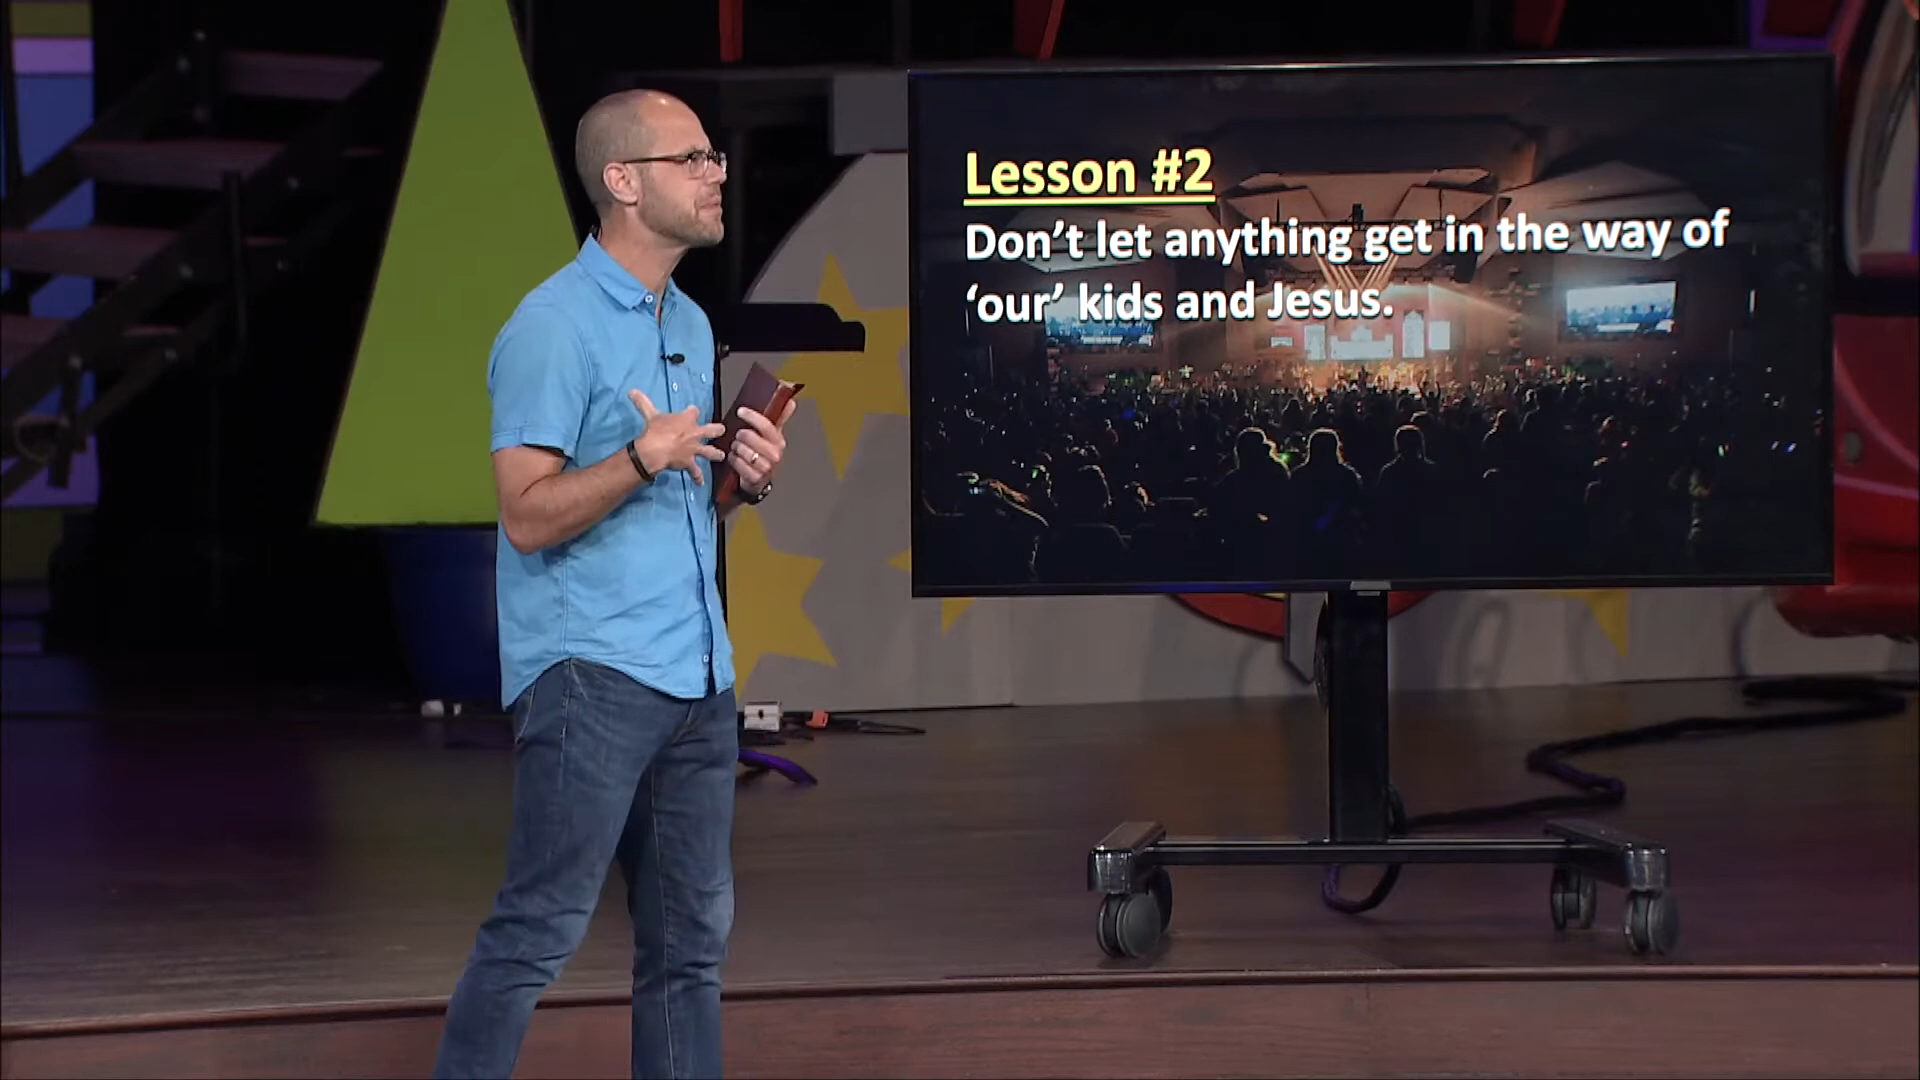 Lesson #2
Don’t let anything get in the way of
‘our’ kids and Jesus.